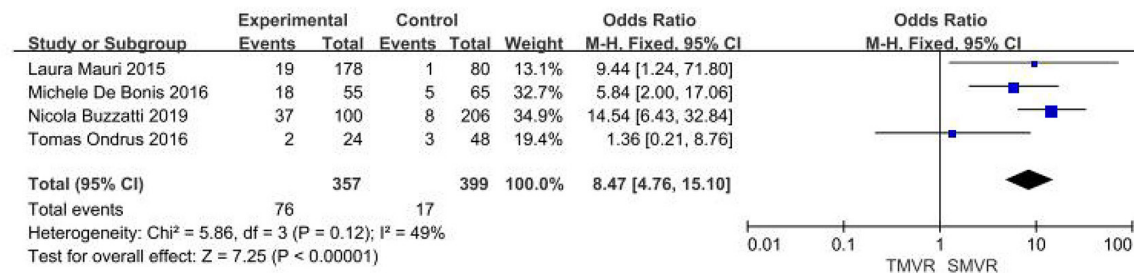 Experimental Control Odds Ratio Odds Ratio
Study or Subgroup Events Total Events Total Weight M-H. Fixed. 95% CI M-H. Fixed. 95% CI
Laura Mauri 2015 19 178 1 80 13.1% 9.44 [1.24, 71.80]
Michele De Bonis 2016 18 55 5 65 32.7% 5.84 [2.00, 17.06]
Nicola Buzzatti 2019 37 100 8 206 34.9% 14.54 [6.43, 32.84]
Tomas Ondrus 2016 2 24 3 48 19.4% 1.36 [0.21, 8.76]
Total (95% CI) 357 399 100.0% 8.47 [4.76, 15.10]
Total events 76 17
Heterogeneity: Chi² = 5.86, df = 3 (P = 0.12); I² = 49%
Test for overall effect: Z = 7.25 (P < 0.00001)
0.01 0.1 1 10 100
TMVR SMVR